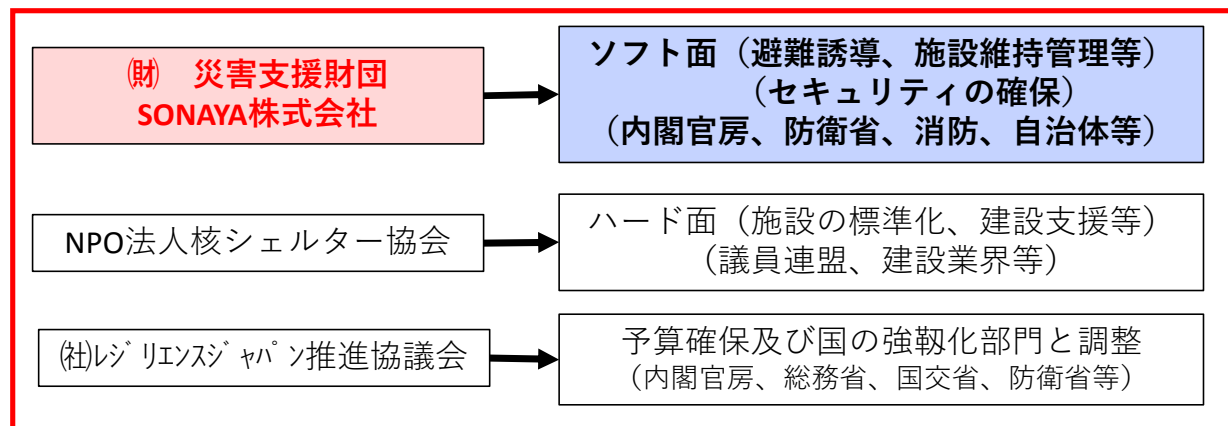 ㈶ 災害支援財団
SONAYA株式会社
ソフト面（避難誘導、施設維持管理等）
（セキュリティの確保）
（内閣官房、防衛省、消防、自治体等）
NPO法人核シェルター協会
ハード面（施設の標準化、建設支援等）
（議員連盟、建設業界等）
㈳ﾚｼﾞﾘｴﾝｽｼﾞｬﾊﾟﾝ推進協議会
予算確保及び国の強靱化部門と調整
（内閣官房、総務省、国交省、防衛省等）